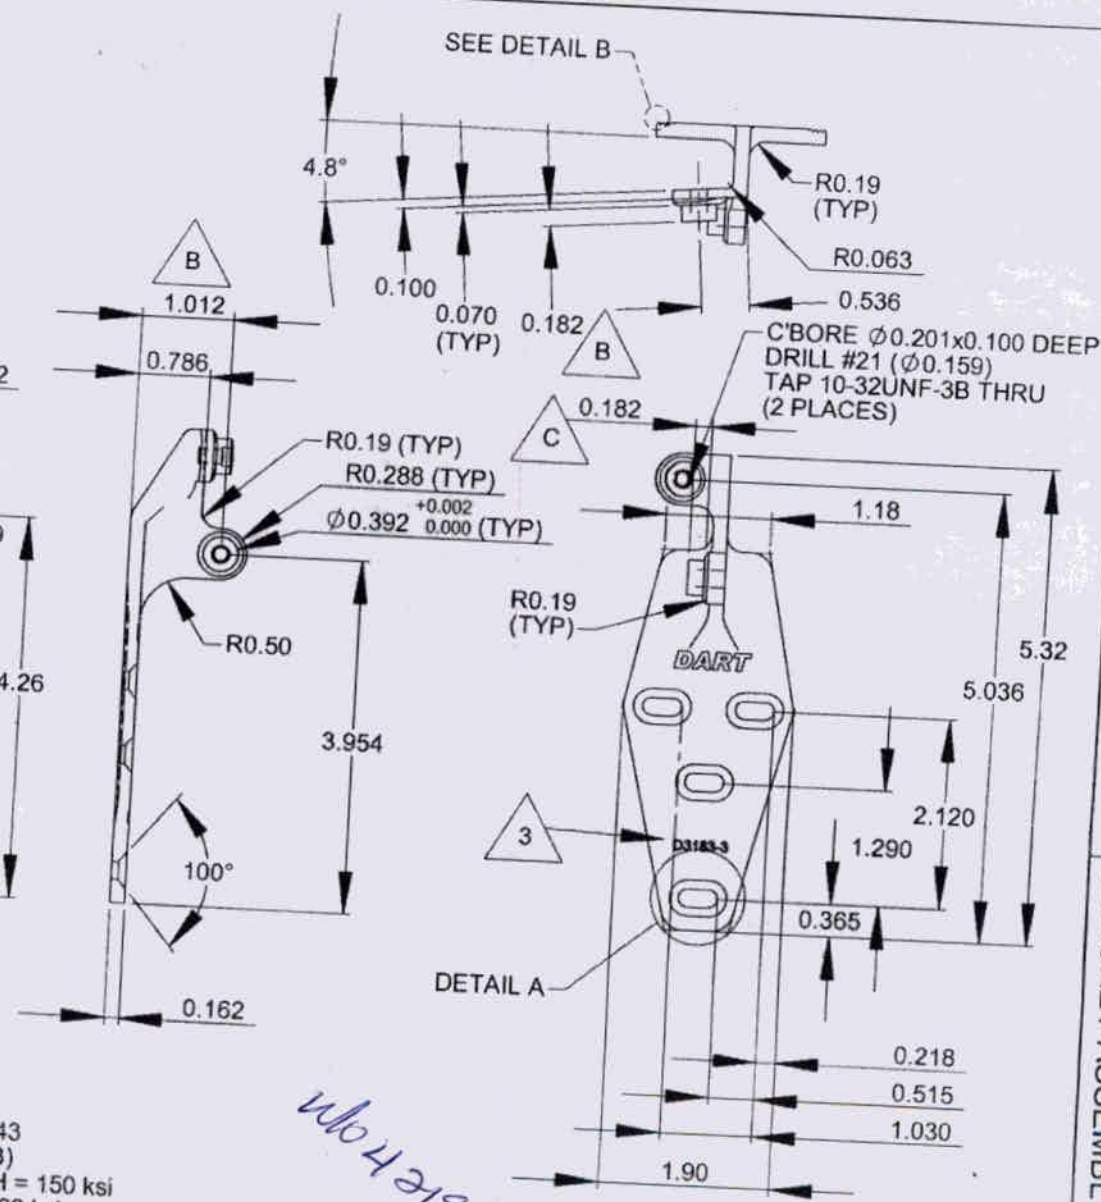 SEE DETAIL B
4.8°
R0.19
(TYP)
R0.063
0.100
0.070
(TYP)
0.182
0.536
B
B
1.012
0.786
C'BORE Ø0.201x0.100 DEEP
DRILL #21 (Ø0.159)
TAP 10-32UNF-3B THRU
(2 PLACES)
C
0.182
R0.19 (TYP)
R0.288 (TYP)
Ø0.392 +0.002 0.000 (TYP)
1.18
R0.19
(TYP)
R0.50
DART
5.32
5.036
4.26
3.954
2.120
3
D3183-3
1.290
100°
0.365
DETAIL A
0.162
0.218
0.515
1.030
1.90
43
= 150 ksi